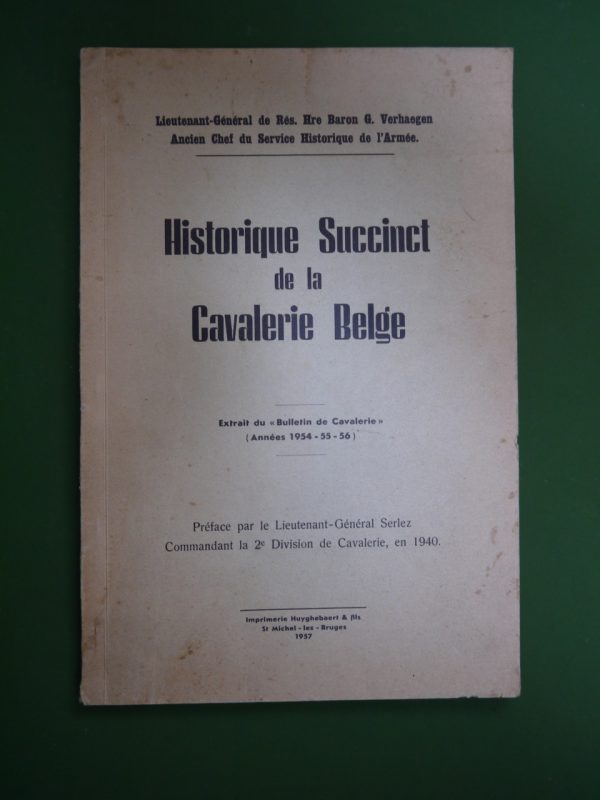 Lieutenant-Général de Rés. Hre Baron G. Verhaegen
Ancien Chef du Service Historique de l'Armée.
Historique Succinct
de la
Cavalerie Belge
Extrait du « Bulletin de Cavalerie »
( Années 1954 - 55 - 56 )
Préface par le Lieutenant-Général Serlez
Commandant la 2e Division de Cavalerie, en 1940.
Imprimerie Huyghebaert & fils
St Michel - les - Bruges
1957